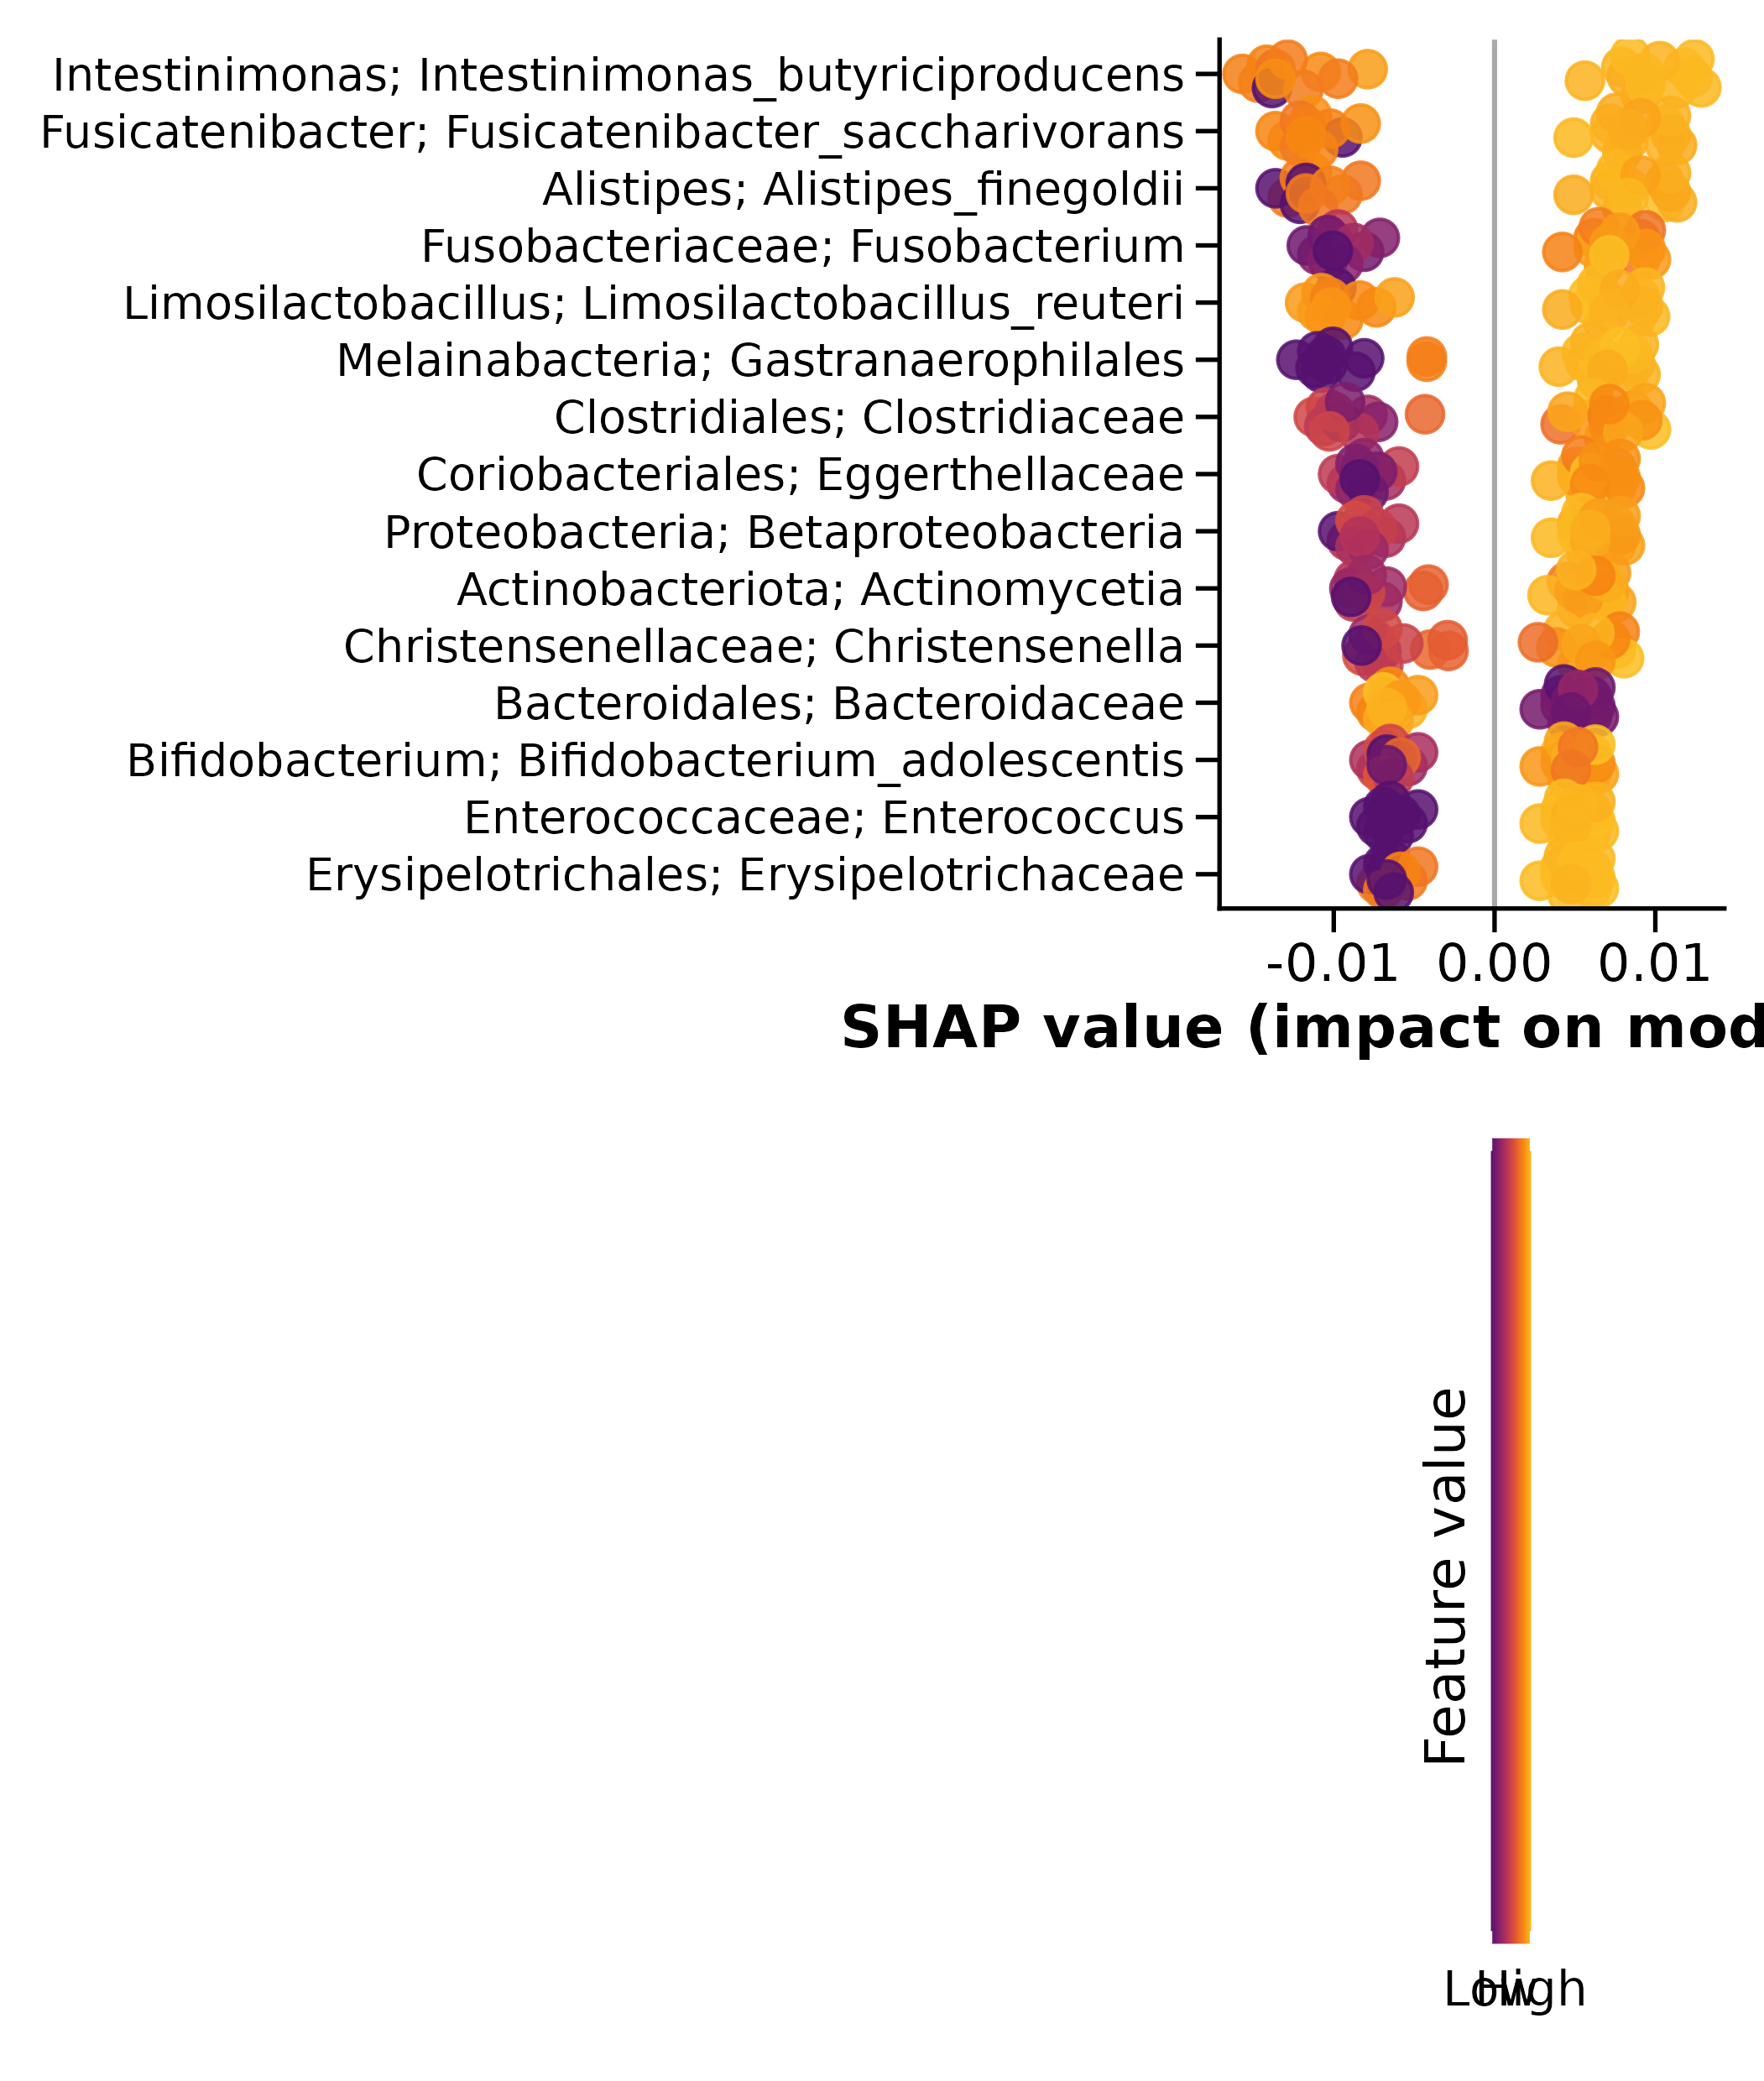 Intestinimonas; Intestinimonas_butyriciproducens
Fusicatenibacter; Fusicatenibacter_saccharivorans
Alistipes; Alistipes_finegoldii
Fusobacteriaceae; Fusobacterium
Limosilactobacillus; Limosilactobacillus_reuteri
Melainabacteria; Gastranaerophilales
Clostridiales; Clostridiaceae
Coriobacteriales; Eggerthellaceae
Proteobacteria; Betaproteobacteria
Actinobacteriota; Actinomycetia
Christensenellaceae; Christensenella
Bacteroidales; Bacteroidaceae
Bifidobacterium; Bifidobacterium_adolescentis
Enterococcaceae; Enterococcus
Erysipelotrichales; Erysipelotrichaceae
-0.01 0.00 0.01
SHAP value (impact on mod
Feature value
Low High